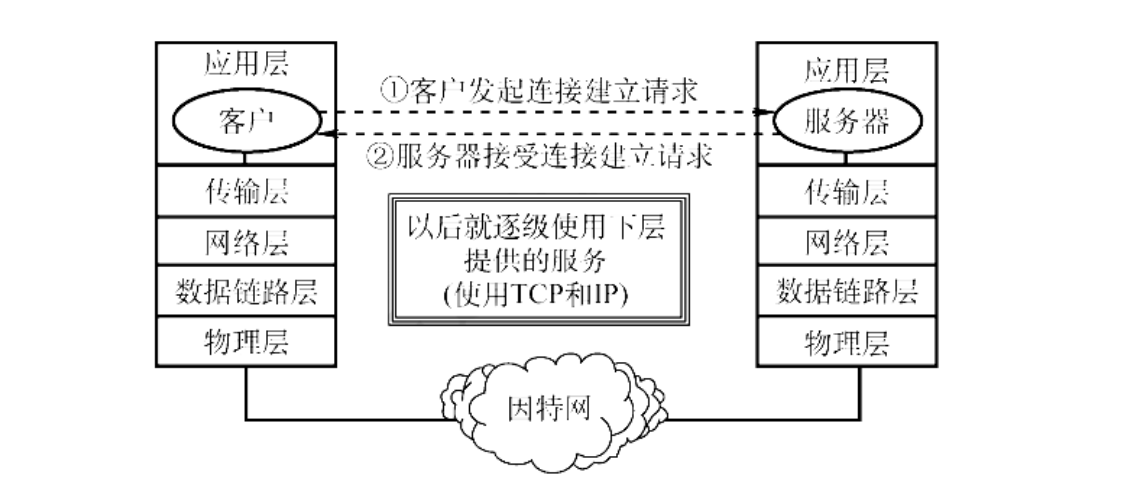 应用层
客户
传输层
网络层
数据链路层
物理层
①客户发起连接建立请求
②服务器接受连接建立请求
以后就逐级使用下层
提供的服务
(使用TCP和IP)
因特网
应用层
服务器
传输层
网络层
数据链路层
物理层